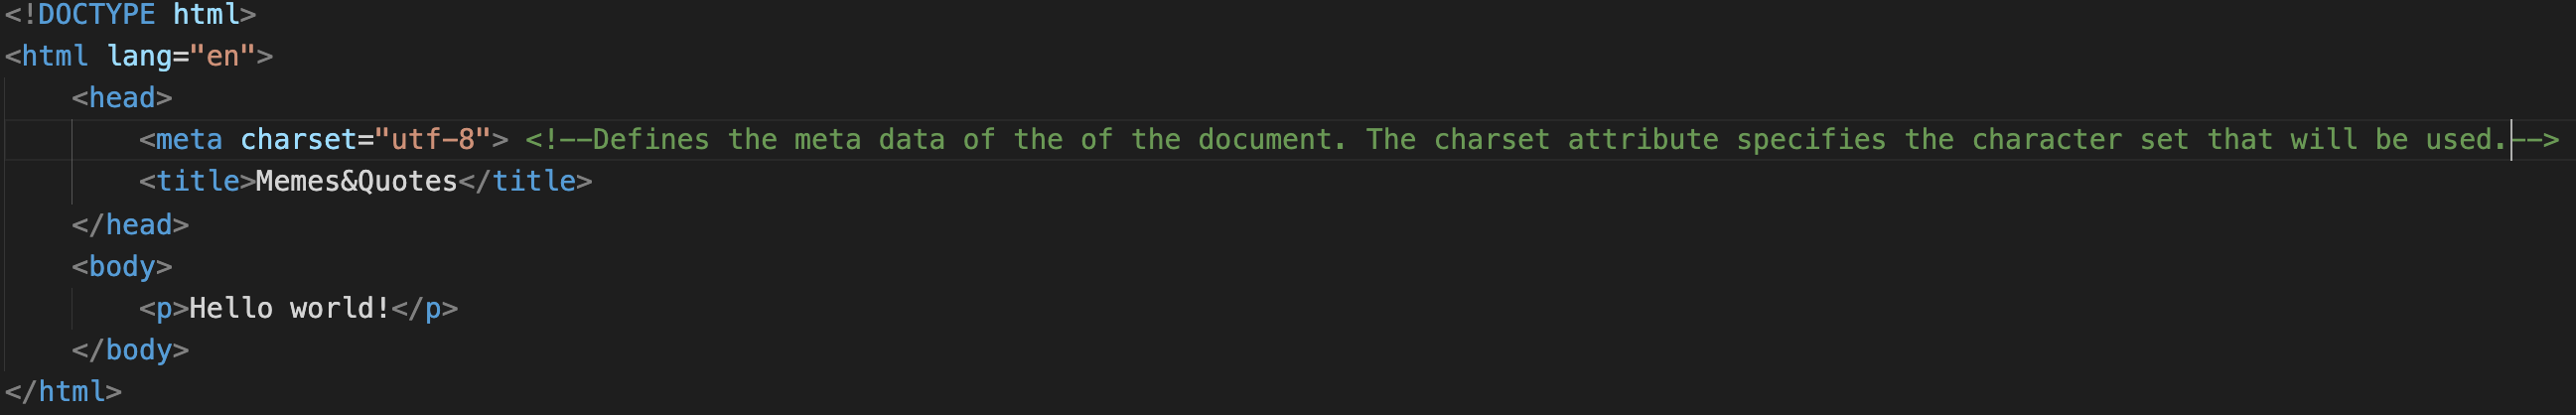 <!DOCTYPE html>
<html lang="en">
    <head>
        <meta charset="utf-8"> <!--Defines the meta data of the of the document. The charset attribute specifies the character set that will be used.-->
        <title>Memes&Quotes</title>
    </head>
    <body>
        <p>Hello world!</p>
    </body>
</html>